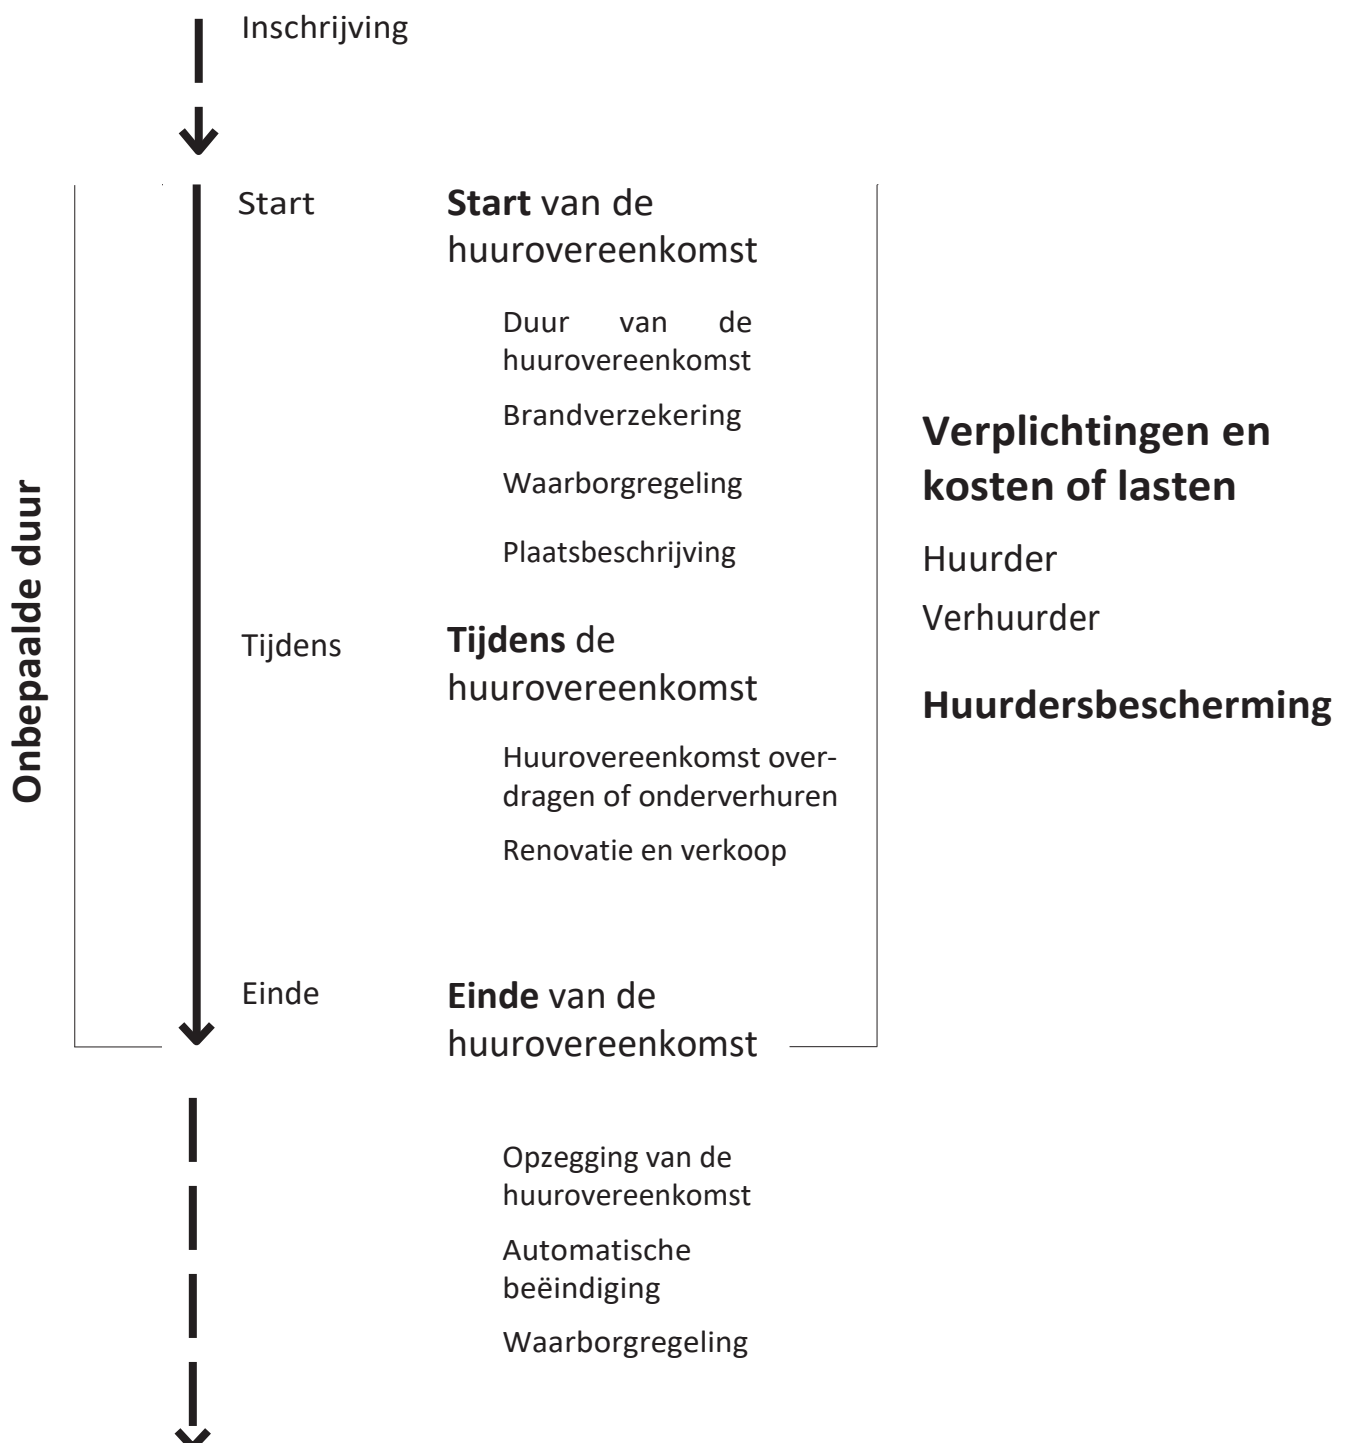 Inschrijving
Onbepaalde duur
Start
Start van de
huurovereenkomst
Duur van de
huurovereenkomst
Brandverzekering
Waarborgregeling
Plaatsbeschrijving
Tijdens
Tijdens de
huurovereenkomst
Huurovereenkomst over-
dragen of onderverhuren
Renovatie en verkoop
Einde
Einde van de
huurovereenkomst
Opzegging van de
huurovereenkomst
Automatische
beëindiging
Waarborgregeling
Verplichtingen en
kosten of lasten
Huurder
Verhuurder
Huurdersbescherming